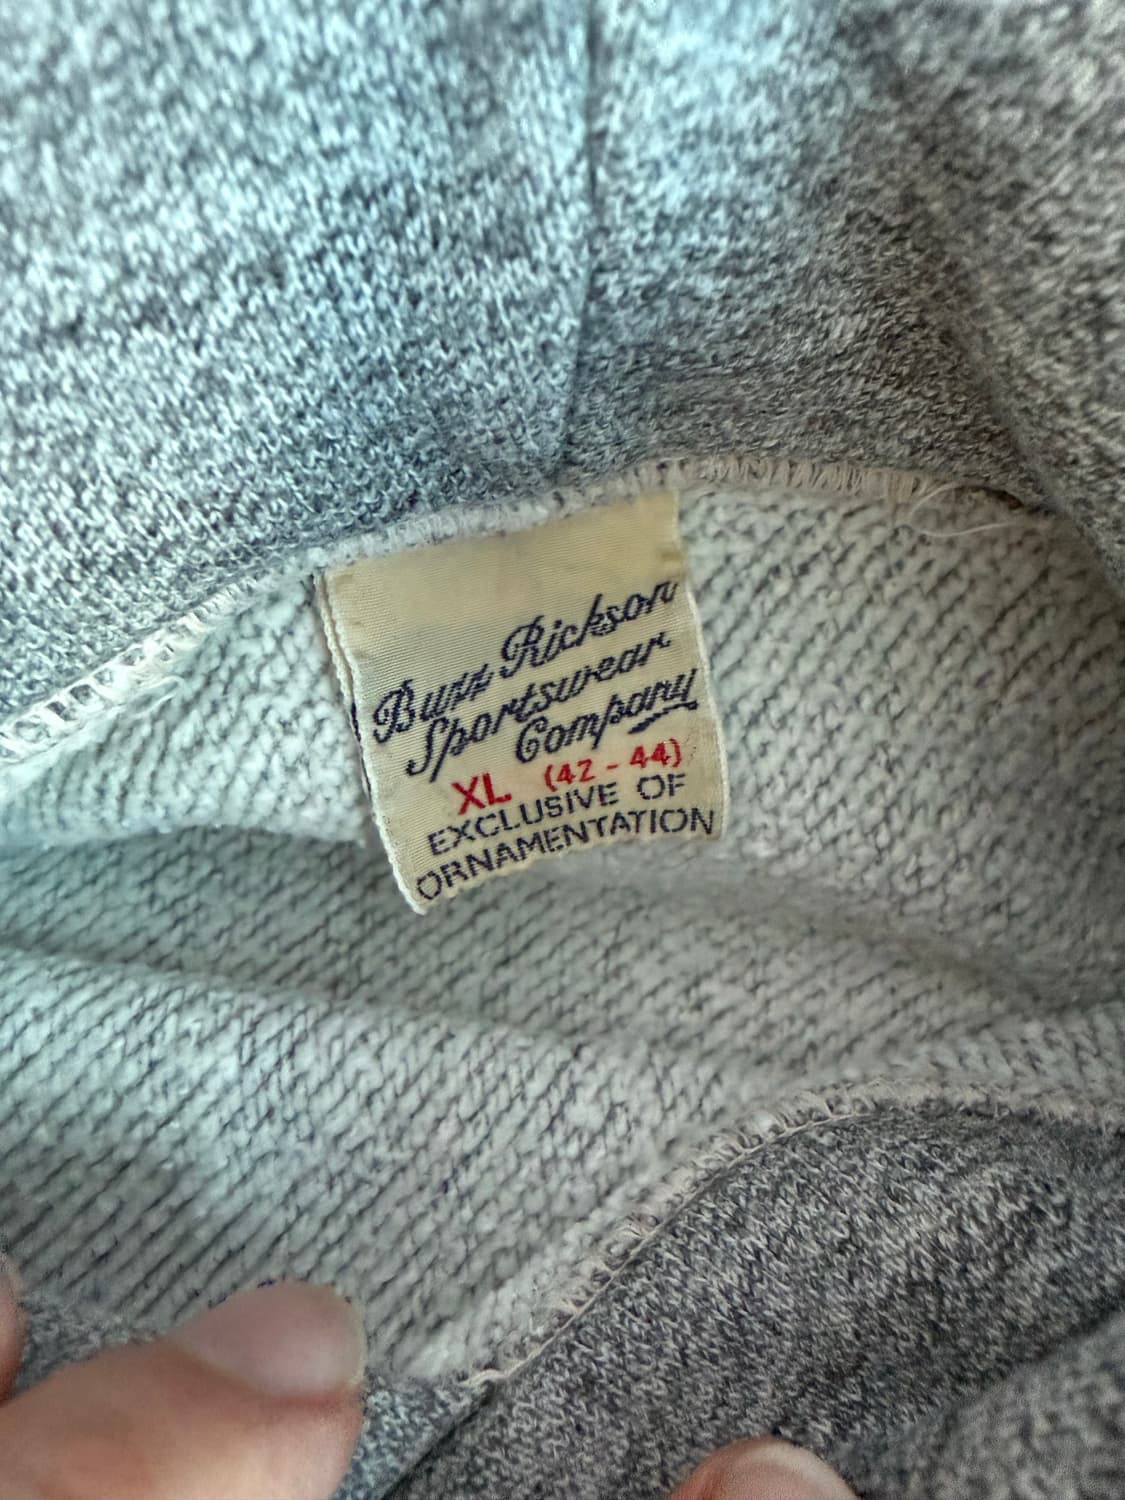 Buzz Rickson
Sportswear
Company
XL (42 - 44)
EXCLUSIVE OF
ORNAMENTATION